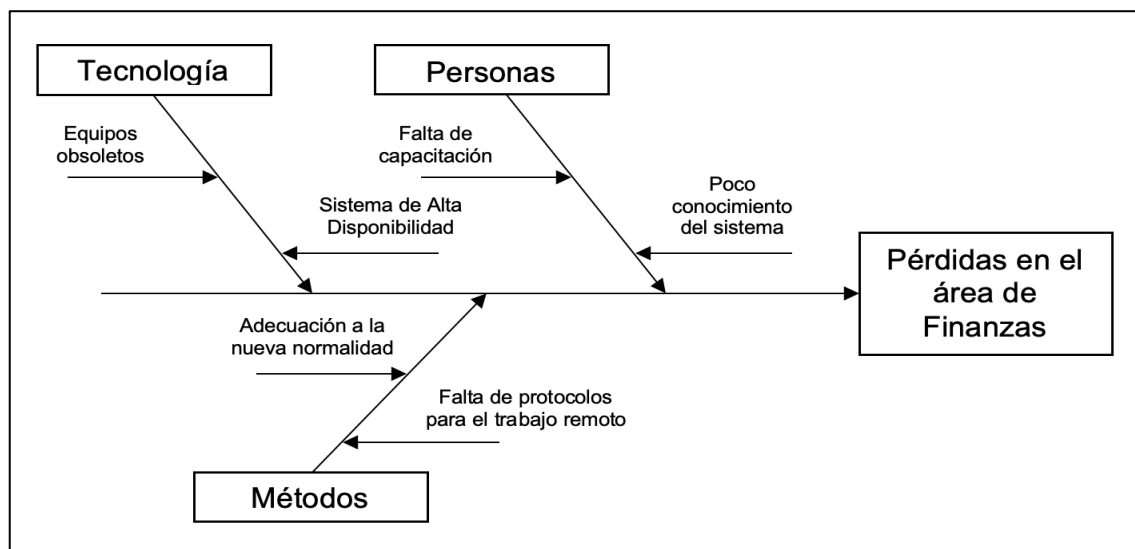 Tecnología
Personas
Equipos
obsoletos
Falta de
capacitación
Sistema de Alta
Disponibilidad
Poco
conocimiento
del sistema
Pérdidas en el
área de
Finanzas
Adecuación a la
nueva normalidad
Falta de protocolos
para el trabajo remoto
Métodos